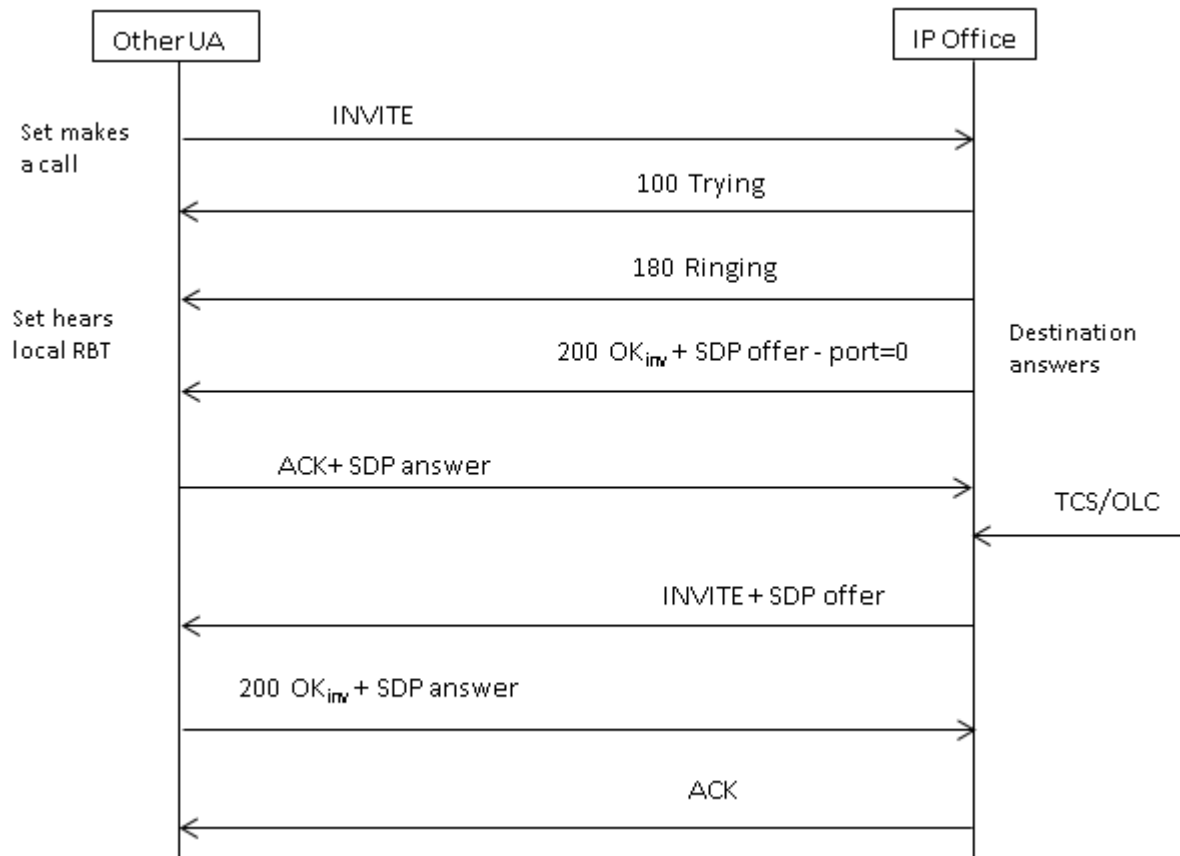 Other UA
IP Office
INVITE
Set makes
a call
100 Trying
180 Ringing
Set hears
local RBT
200 OKinv + SDP offer - port=0
Destination
answers
ACK+ SDP answer
TCS/OLC
INVITE + SDP offer
200 OKinv + SDP answer
ACK